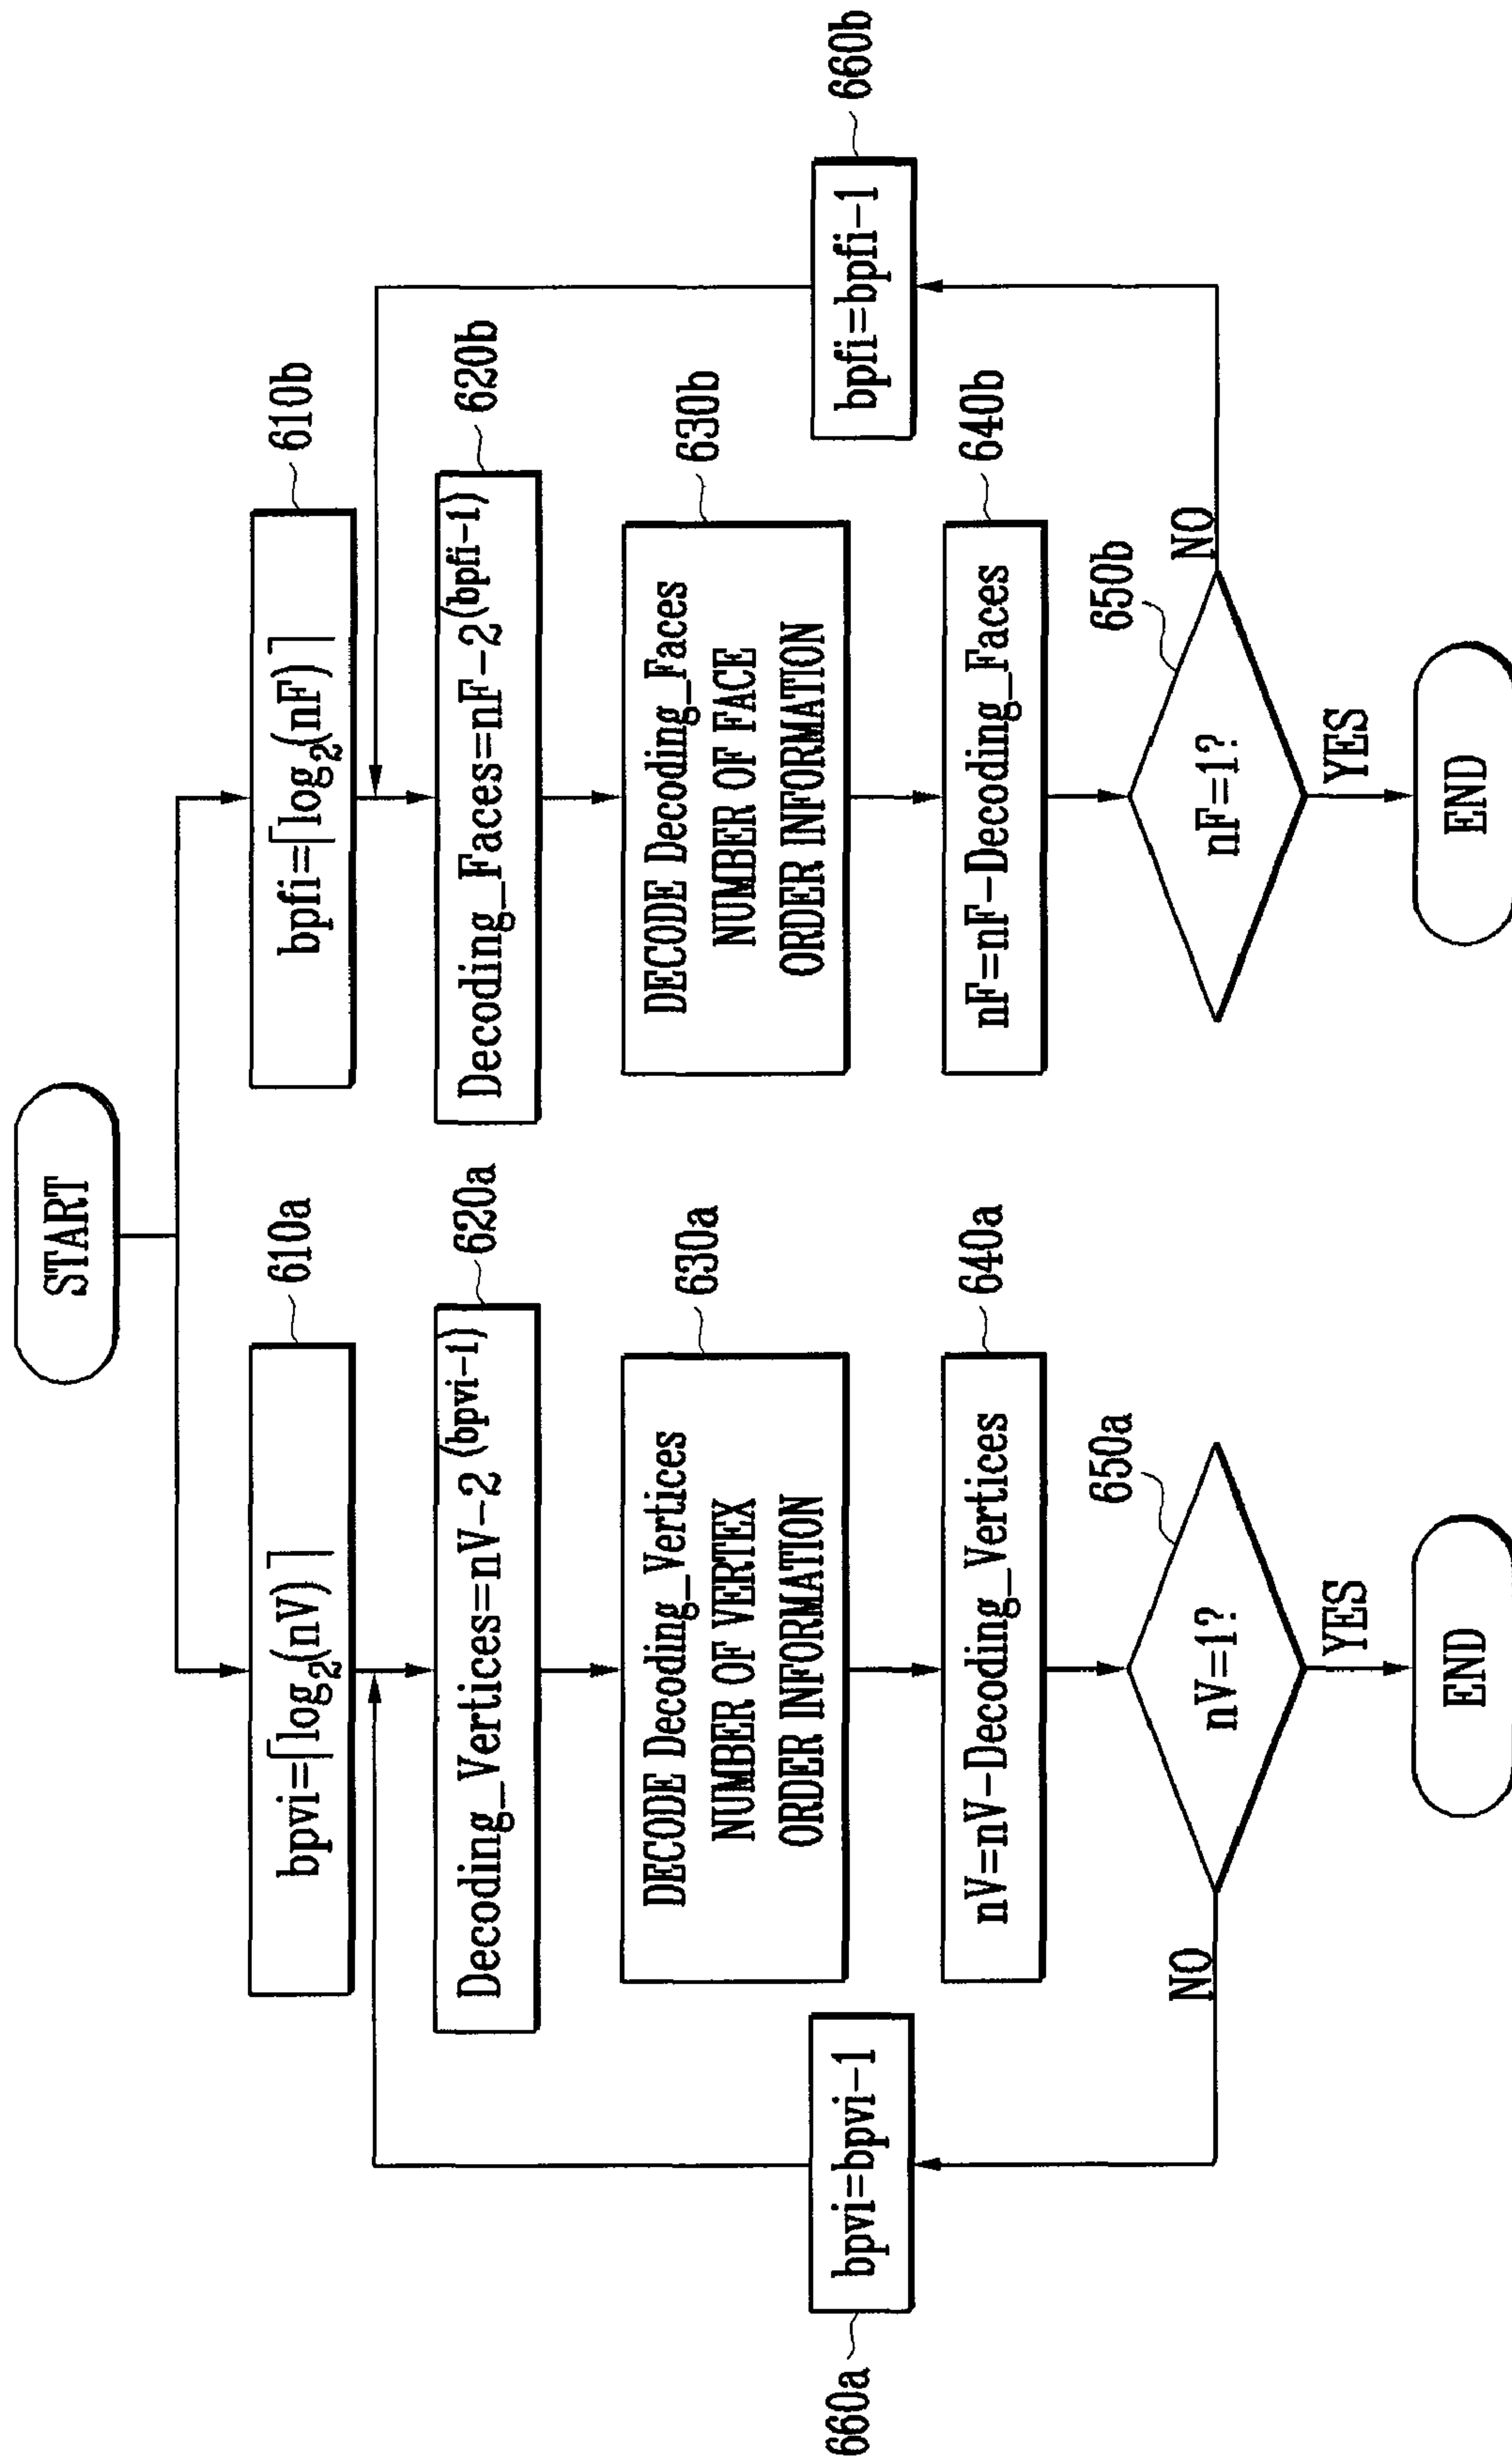 START
bpvi=⌈log₂(nV)⌉
610a
Decoding_Vertices=nV-2^(bpvi-1)
620a
DECODE Decoding_Vertices
NUMBER OF VERTEX
ORDER INFORMATION
630a
nV=nV-Decoding_Vertices
640a
nV=1?
650a
NO
YES
bpvi=bpvi-1
660a
END
bpfi=⌈log₂(nF)⌉
610b
Decoding_Faces=nF-2^(bpfi-1)
620b
DECODE Decoding_Faces
NUMBER OF FACE
ORDER INFORMATION
630b
nF=nF-Decoding_Faces
640b
nF=1?
650b
NO
YES
bpfi=bpfi-1
660b
END